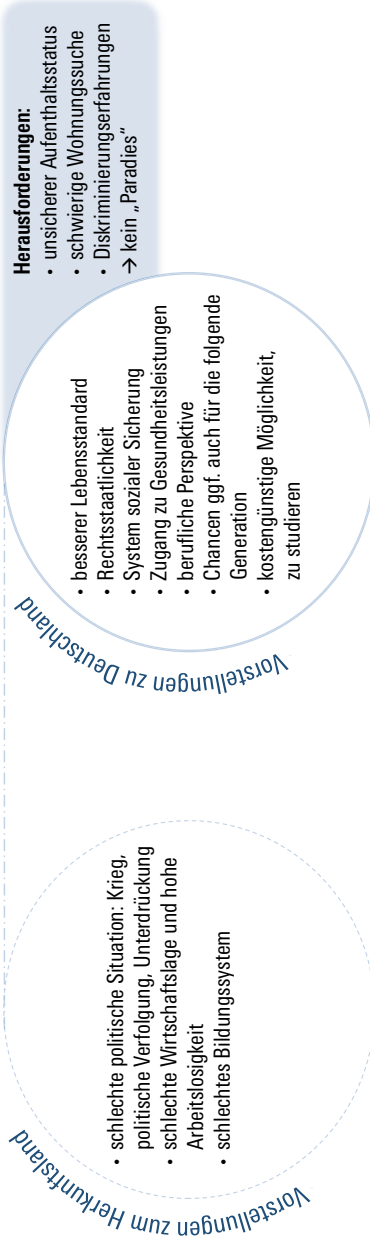 Vorstellungen zum Herkunftsland
• schlechte politische Situation: Krieg,
politische Verfolgung, Unterdrückung
• schlechte Wirtschaftslage und hohe
Arbeitslosigkeit
• schlechtes Bildungssystem
Vorstellungen zu Deutschland
• besserer Lebensstandard
• Rechtsstaatlichkeit
• System sozialer Sicherung
• Zugang zu Gesundheitsleistungen
• berufliche Perspektive
• Chancen ggf. auch für die folgende
Generation
• kostengünstige Möglichkeit,
zu studieren
Herausforderungen:
• unsicherer Aufenthaltsstatus
• schwierige Wohnungssuche
• Diskriminierungserfahrungen
→ kein „Paradies“